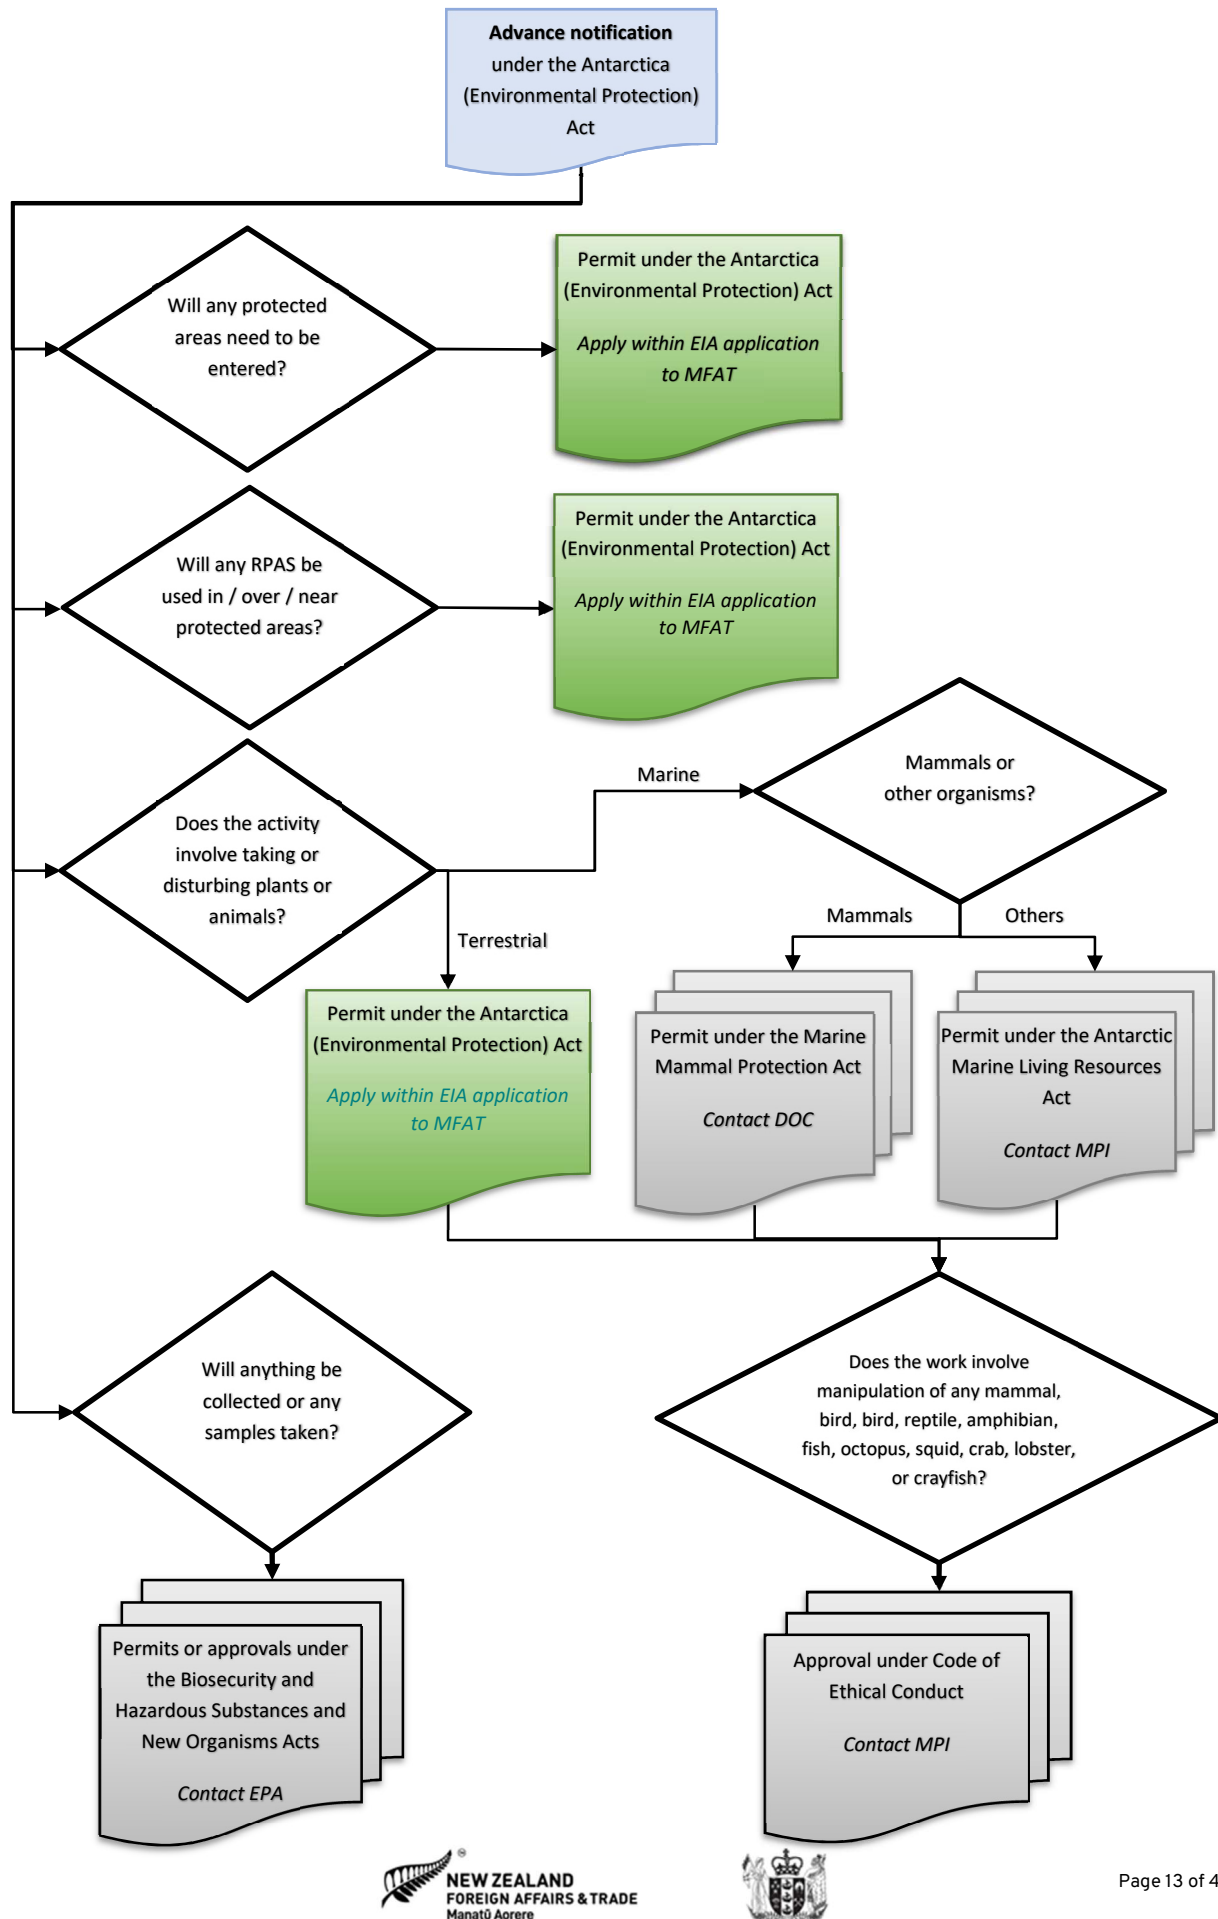 Advance notification
under the Antarctica
(Environmental Protection)
Act
Will any protected
areas need to be
entered?
Permit under the Antarctica
(Environmental Protection) Act
Apply within EIA application
to MFAT
Will any RPAS be
used in / over / near
protected areas?
Permit under the Antarctica
(Environmental Protection) Act
Apply within EIA application
to MFAT
Does the activity
involve taking or
disturbing plants or
animals?
Marine
Mammals or
other organisms?
Terrestrial
Mammals
Others
Permit under the Antarctica
(Environmental Protection) Act
Apply within EIA application
to MFAT
Permit under the Marine
Mammal Protection Act
Contact DOC
Permit under the Antarctic
Marine Living Resources
Act
Contact MPI
Will anything be
collected or any
samples taken?
Does the work involve
manipulation of any mammal,
bird, bird, reptile, amphibian,
fish, octopus, squid, crab, lobster,
or crayfish?
Permits or approvals under
the Biosecurity and
Hazardous Substances and
New Organisms Acts
Contact EPA
Approval under Code of
Ethical Conduct
Contact MPI
NEW ZEALAND
FOREIGN AFFAIRS & TRADE
Manatū Aorere
Page 13 of 4